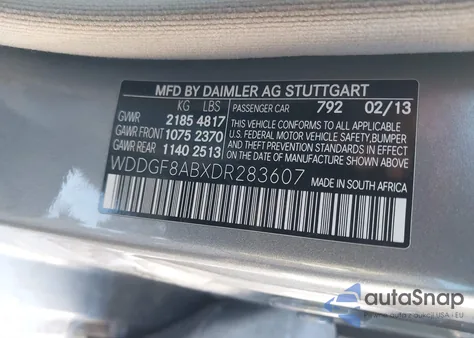 MFD BY DAIMLER AG STUTTGART
KG LBS PASSENGER CAR 792 02/13
GVWR 2185 4817 THIS VEHICLE CONFORMS TO ALL APPLICABLE
GAWR FRONT 1075 2370 U.S. FEDERAL MOTOR VEHICLE SAFETY, BUMPER
GAWR REAR 1140 2513 AND THEFT PREVENTION STANDARDS IN EFFECT
ON THE DATE OF MANUFACTURE SHOWN ABOVE.
WDDGF8ABXDR283607 MADE IN SOUTH AFRICA
autoSnap